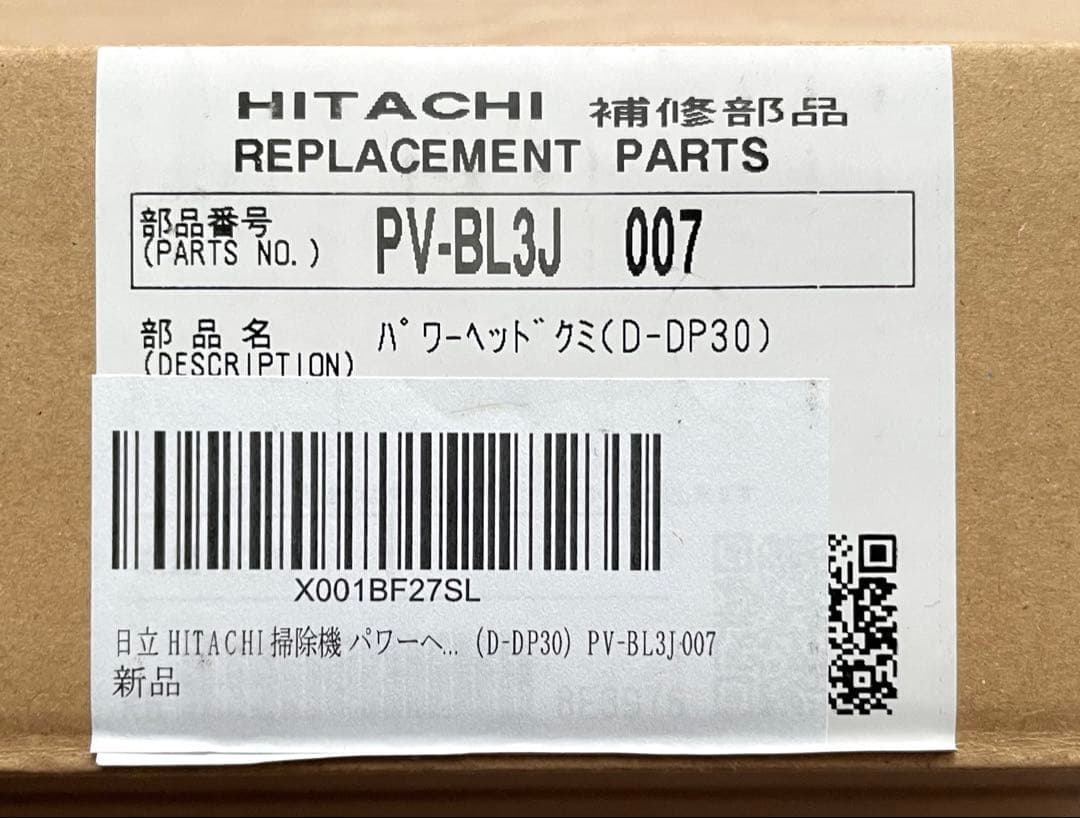 HITACHI 補修部品
REPLACEMENT PARTS
部品番号
(PARTS NO.)
PV-BL3J 007
部品名
(DESCRIPTION)
ﾊﾟﾜｰﾍｯﾄﾞｸﾐ(D-DP30)
X001BF27SL
日立 HITACHI 掃除機 パワーヘ... (D-DP30) PV-BL3J-007
新品